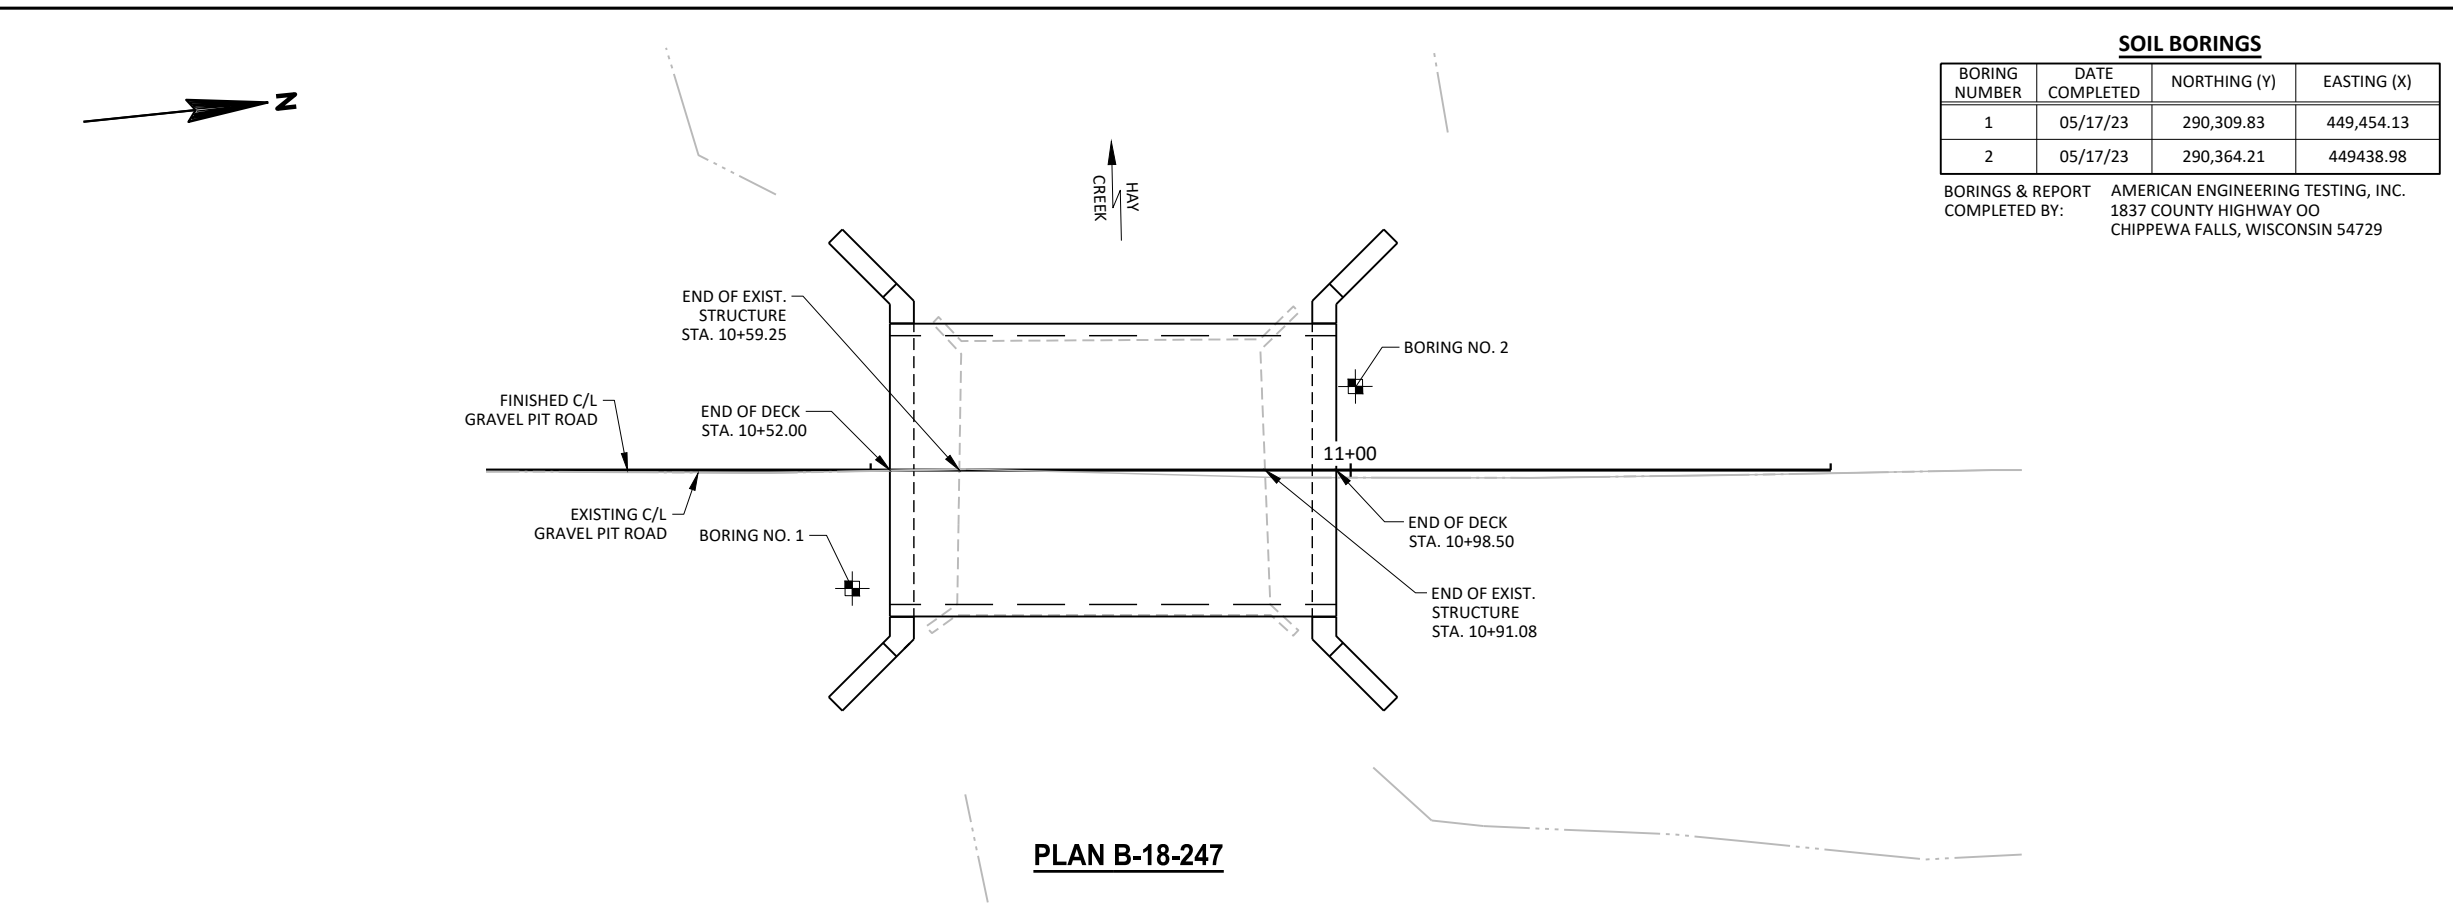 SOIL BORINGS
BORING NUMBER DATE COMPLETED NORTHING (Y) EASTING (X)
1 05/17/23 290,309.83 449,454.13
2 05/17/23 290,364.21 449438.98
BORINGS & REPORT COMPLETED BY:
AMERICAN ENGINEERING TESTING, INC.
1837 COUNTY HIGHWAY OO
CHIPPEWA FALLS, WISCONSIN 54729
N
HAY
CREEK
END OF EXIST.
STRUCTURE
STA. 10+59.25
BORING NO. 2
FINISHED C/L
GRAVEL PIT ROAD
END OF DECK
STA. 10+52.00
11+00
EXISTING C/L
GRAVEL PIT ROAD
BORING NO. 1
END OF DECK
STA. 10+98.50
END OF EXIST.
STRUCTURE
STA. 10+91.08
PLAN B-18-247